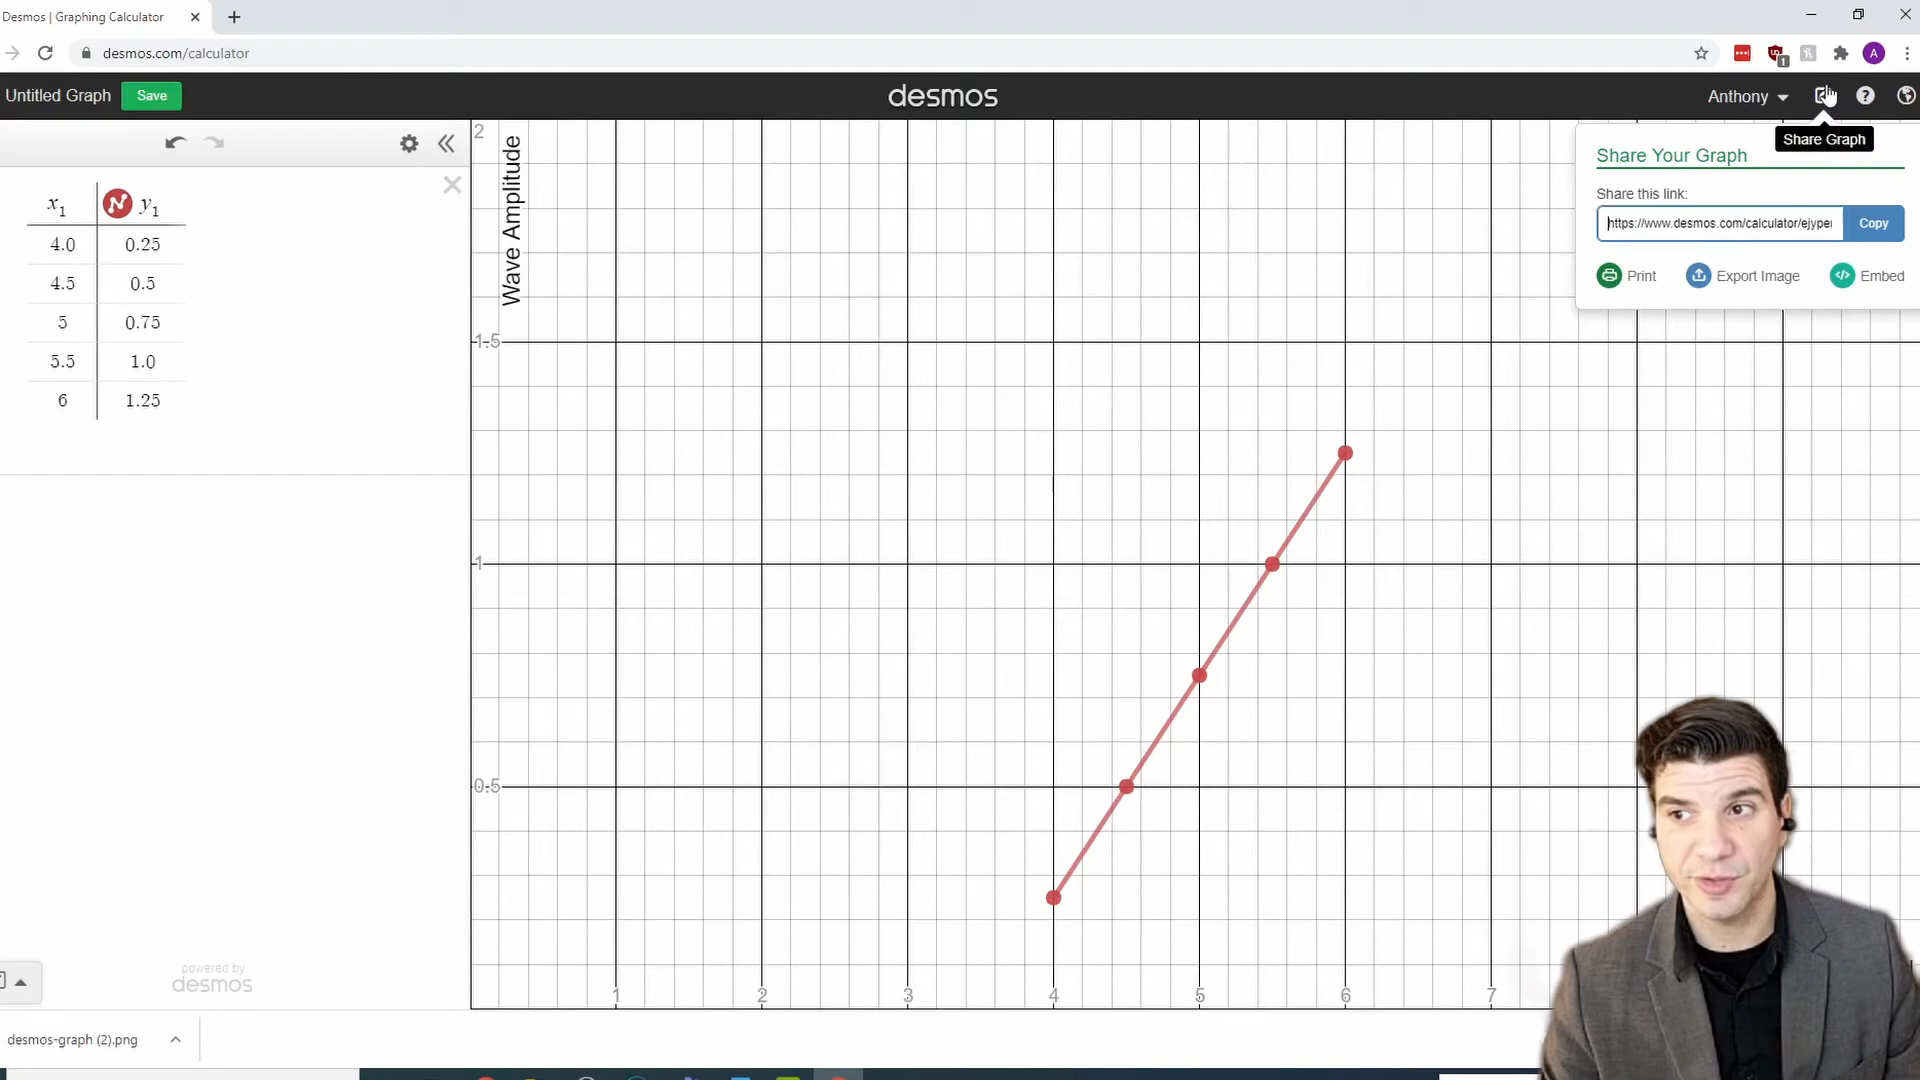 Desmos | Graphing Calculator
desmos.com/calculator
1
A
Untitled Graph
Save
desmos
Anthony
?
Share Graph
Share Your Graph
Share this link:
https://www.desmos.com/calculator/ejyper
Copy
Print
Export Image
Embed
x1 y1
4.0 0.25
4.5 0.5
5 0.75
5.5 1.0
6 1.25
Wave Amplitude
2
1.5
1
0.5
1 2 3 4 5 6 7
powered by
desmos
desmos-graph (2).png